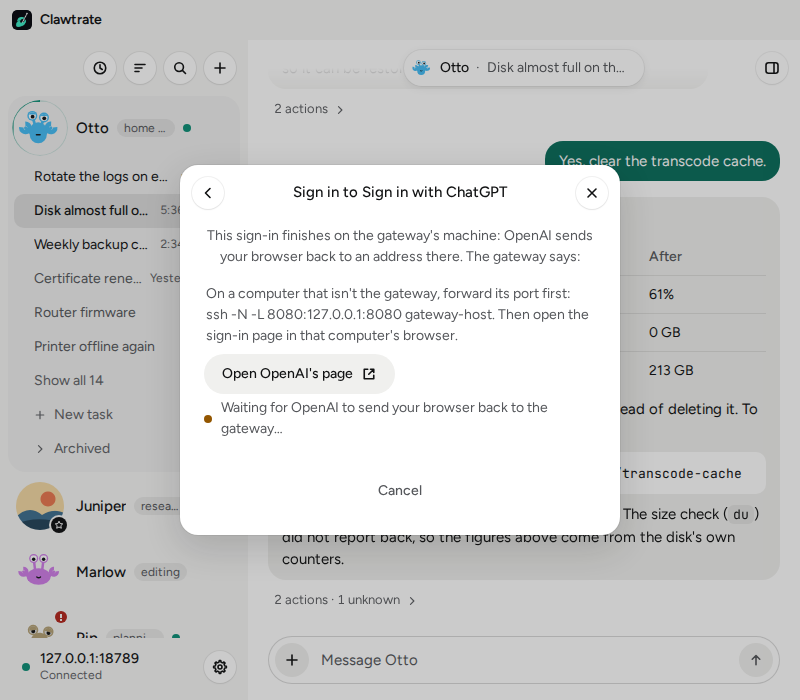 Clawtrate
Otto · Disk almost full on th...
2 actions
Otto home ...
Yes, clear the transcode cache.
Rotate the logs on e...
Disk almost full o... 5:36
Weekly backup c... 2:34
Certificate rene... Yeste
Router firmware
Printer offline again
Show all 14
New task
Archived
Juniper resea...
Marlow editing
Pip planni...
127.0.0.1:18789
Connected
Sign in to Sign in with ChatGPT
This sign-in finishes on the gateway's machine: OpenAI sends
your browser back to an address there. The gateway says:
On a computer that isn't the gateway, forward its port first:
ssh -N -L 8080:127.0.0.1:8080 gateway-host. Then open the
sign-in page in that computer's browser.
Open OpenAI's page
Waiting for OpenAI to send your browser back to the
gateway...
Cancel
After
61%
0 GB
213 GB
ead of deleting it. To
/transcode-cache
The size check ( du )
did not report back, so the figures above come from the disk's own
counters.
2 actions · 1 unknown
Message Otto